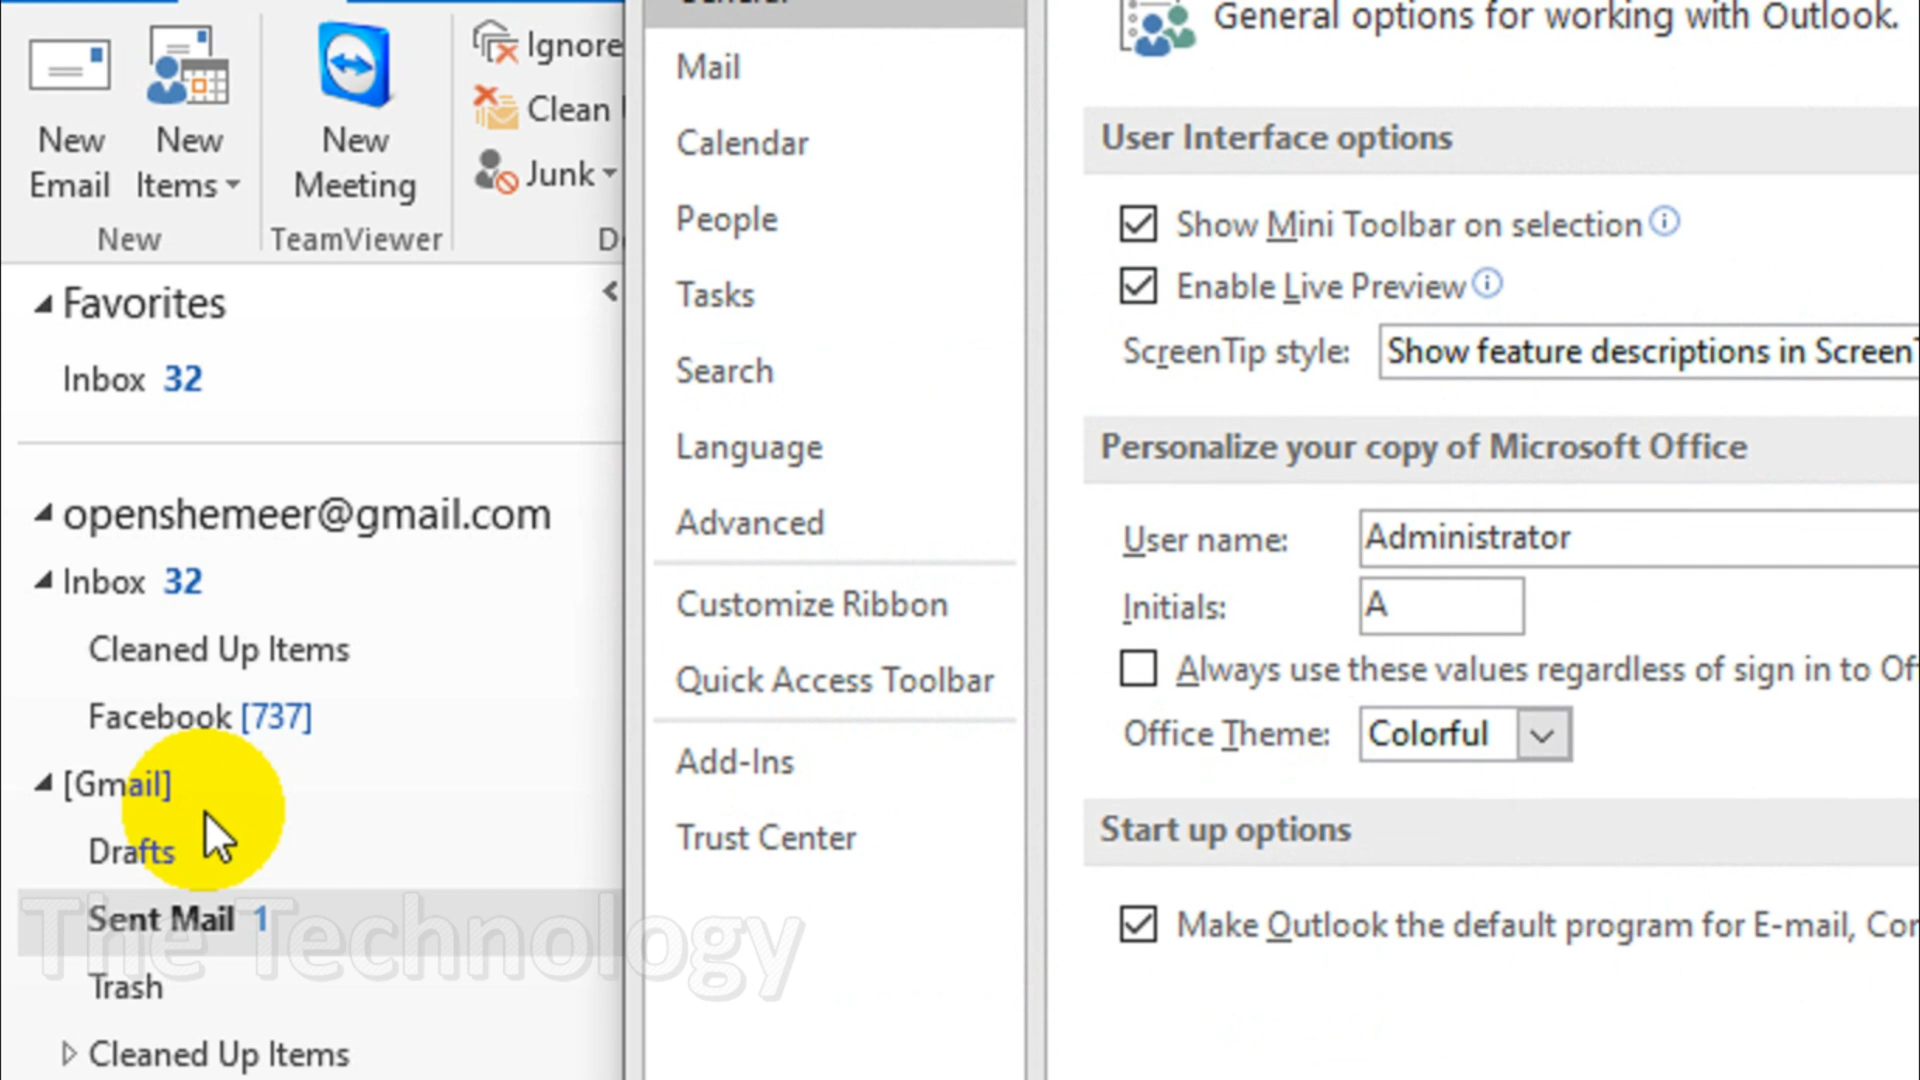 New
Email
New
Items
New
New
Meeting
TeamViewer
Ignore
Clean
Junk
Favorites
Inbox 32
openshemeer@gmail.com
Inbox 32
Cleaned Up Items
Facebook [737]
[Gmail]
Drafts
Sent Mail 1
Trash
Cleaned Up Items
The Technology
General
Mail
Calendar
People
Tasks
Search
Language
Advanced
Customize Ribbon
Quick Access Toolbar
Add-Ins
Trust Center
General options for working with Outlook.
User Interface options
Show Mini Toolbar on selection
Enable Live Preview
ScreenTip style: Show feature descriptions in Screen
Personalize your copy of Microsoft Office
User name: Administrator
Initials: A
Always use these values regardless of sign in to
Office Theme: Colorful
Start up options
Make Outlook the default program for E-mail,